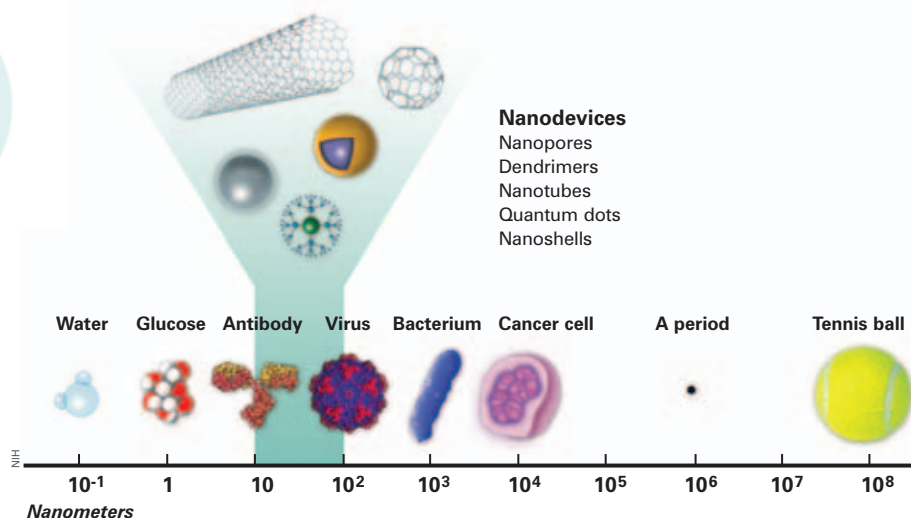 Nanodevices
Nanopores
Dendrimers
Nanotubes
Quantum dots
Nanoshells
Water Glucose Antibody Virus Bacterium Cancer cell A period Tennis ball
NIH
10⁻¹ 1 10 10² 10³ 10⁴ 10⁵ 10⁶ 10⁷ 10⁸
Nanometers